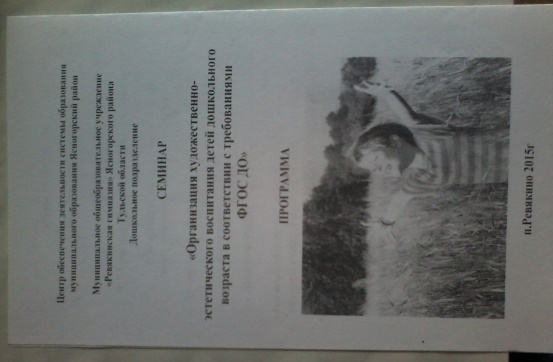 Центр обеспечения деятельности системы образования
муниципального образования Ясногорский район
Муниципальное общеобразовательное учреждение
«Ревякинская гимназия» Ясногорского района
Тульской области
Дошкольное подразделение
СЕМИНАР
«Организация художественно-
эстетического воспитания детей дошкольного
возраста в соответствии с требованиями
ФГОС ДО»
ПРОГРАММА
п.Ревякино 2015г